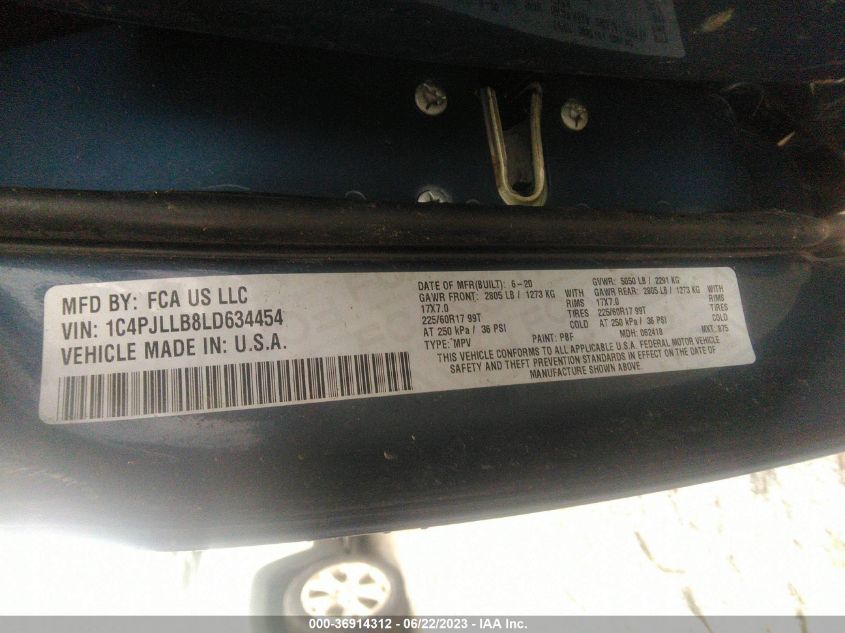 MFD BY: FCA US LLC
VIN: 1C4PJLLB8LD634454
VEHICLE MADE IN: U.S.A.
DATE OF MFR(BUILT): 6-20 GVWR: 5050 LB / 2291 KG
GAWR FRONT: 2805 LB / 1273 KG GAWR REAR: 2805 LB / 1273 KG
17X7.0 RIMS 17X7.0 RIMS
225/60R17 99T TIRES 225/60R17 99T TIRES
AT 250 kPa / 36 PSI AT 250 kPa / 36 PSI
TYPE: MPV PAINT: PBF MDH: 062418 MXT: 875
THIS VEHICLE CONFORMS TO ALL APPLICABLE U.S.A. FEDERAL MOTOR VEHICLE
SAFETY AND THEFT PREVENTION STANDARDS IN EFFECT ON THE DATE OF
MANUFACTURE SHOWN ABOVE.
000-36914312 - 06/22/2023 - IAA Inc.